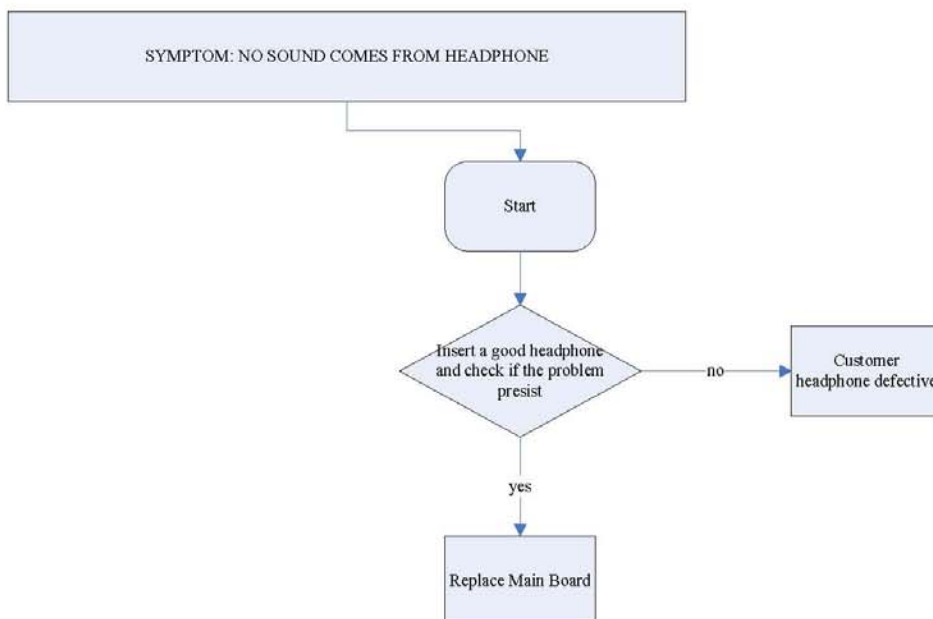 SYMPTOM: NO SOUND COMES FROM HEADPHONE
Start
Insert a good headphone
and check if the problem
presist
no
Customer
headphone defective
yes
Replace Main Board